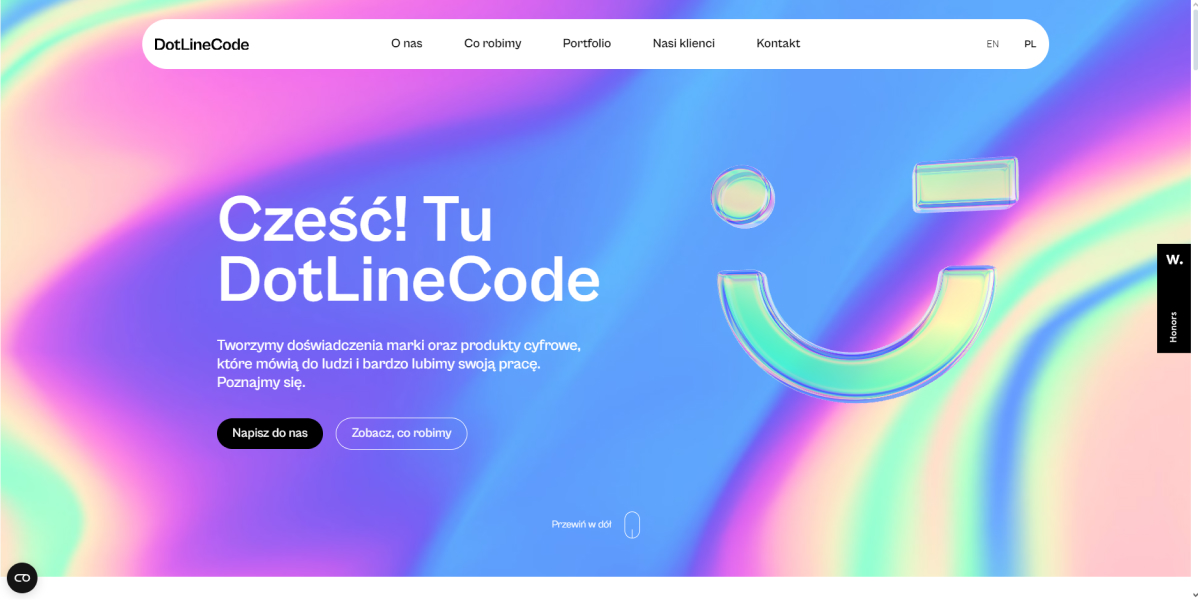 DotLineCode
O nas
Co robimy
Portfolio
Nasi klienci
Kontakt
EN
PL
Cześć! Tu
DotLineCode
Tworzymy doświadczenia marki oraz produkty cyfrowe,
które mówią do ludzi i bardzo lubimy swoją pracę.
Poznajmy się.
Napisz do nas
Zobacz, co robimy
W.
Honors
Przewiń w dół